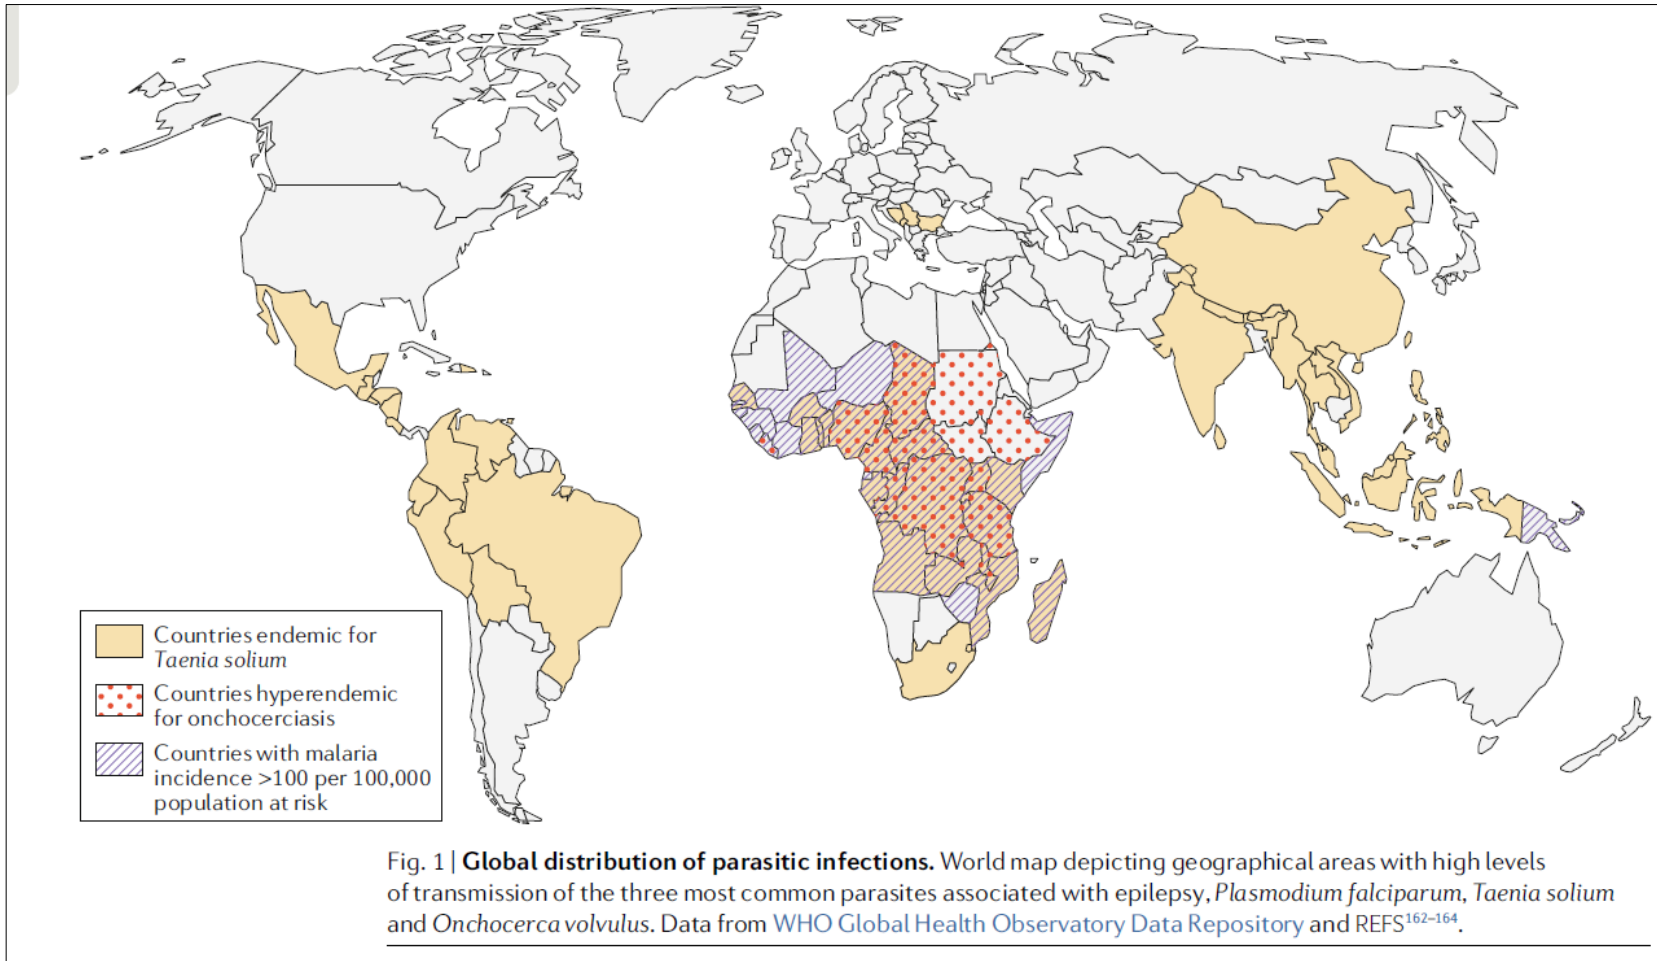 Countries endemic for
Taenia solium
Countries hyperendemic
for onchocerciasis
Countries with malaria
incidence >100 per 100,000
population at risk
Fig. 1 | Global distribution of parasitic infections. World map depicting geographical areas with high levels
of transmission of the three most common parasites associated with epilepsy, Plasmodium falciparum, Taenia solium
and Onchocerca volvulus. Data from WHO Global Health Observatory Data Repository and REFS162–164.